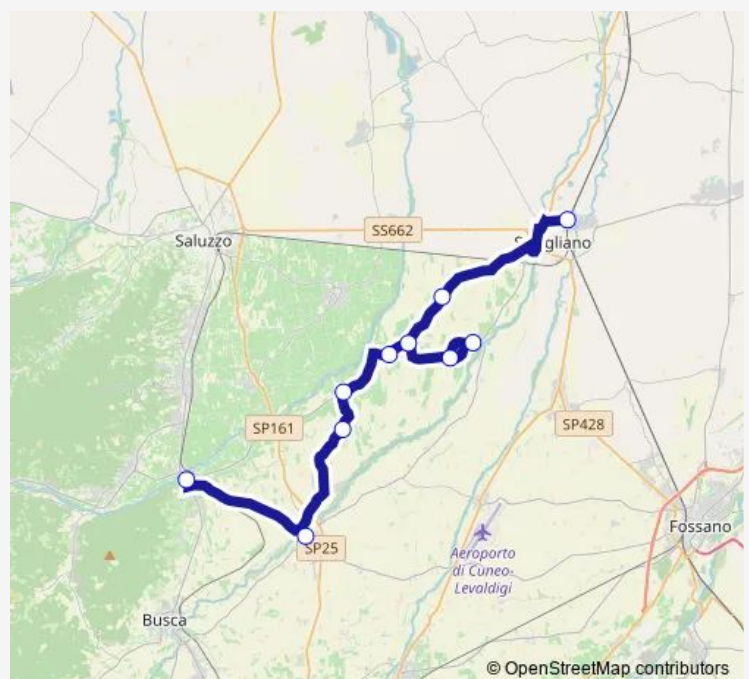 SS662
Saluzzo
gliano
SP161
SP428
Fossano
SP25
Aeroporto
di Cuneo-
Levaldigi
Busca
© OpenStreetMap contributors